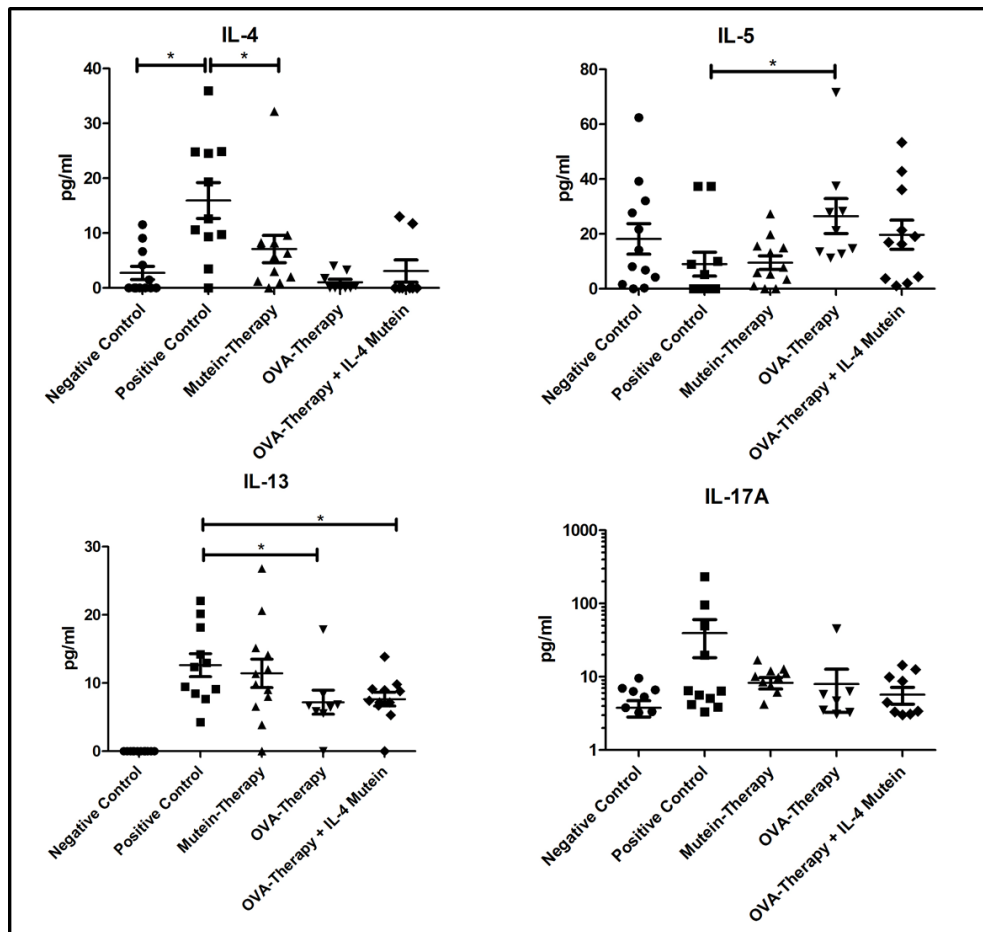 IL-4
*
*
40
30
20
10
0
pg/ml
Negative Control
Positive Control
Mutein-Therapy
OVA-Therapy
OVA-Therapy + IL-4 Mutein
IL-5
*
80
60
40
20
0
pg/ml
Negative Control
Positive Control
Mutein-Therapy
OVA-Therapy
OVA-Therapy + IL-4 Mutein
IL-13
*
*
30
20
10
0
pg/ml
Negative Control
Positive Control
Mutein-Therapy
OVA-Therapy
OVA-Therapy + IL-4 Mutein
IL-17A
1000
100
10
1
pg/ml
Negative Control
Positive Control
Mutein-Therapy
OVA-Therapy
OVA-Therapy + IL-4 Mutein